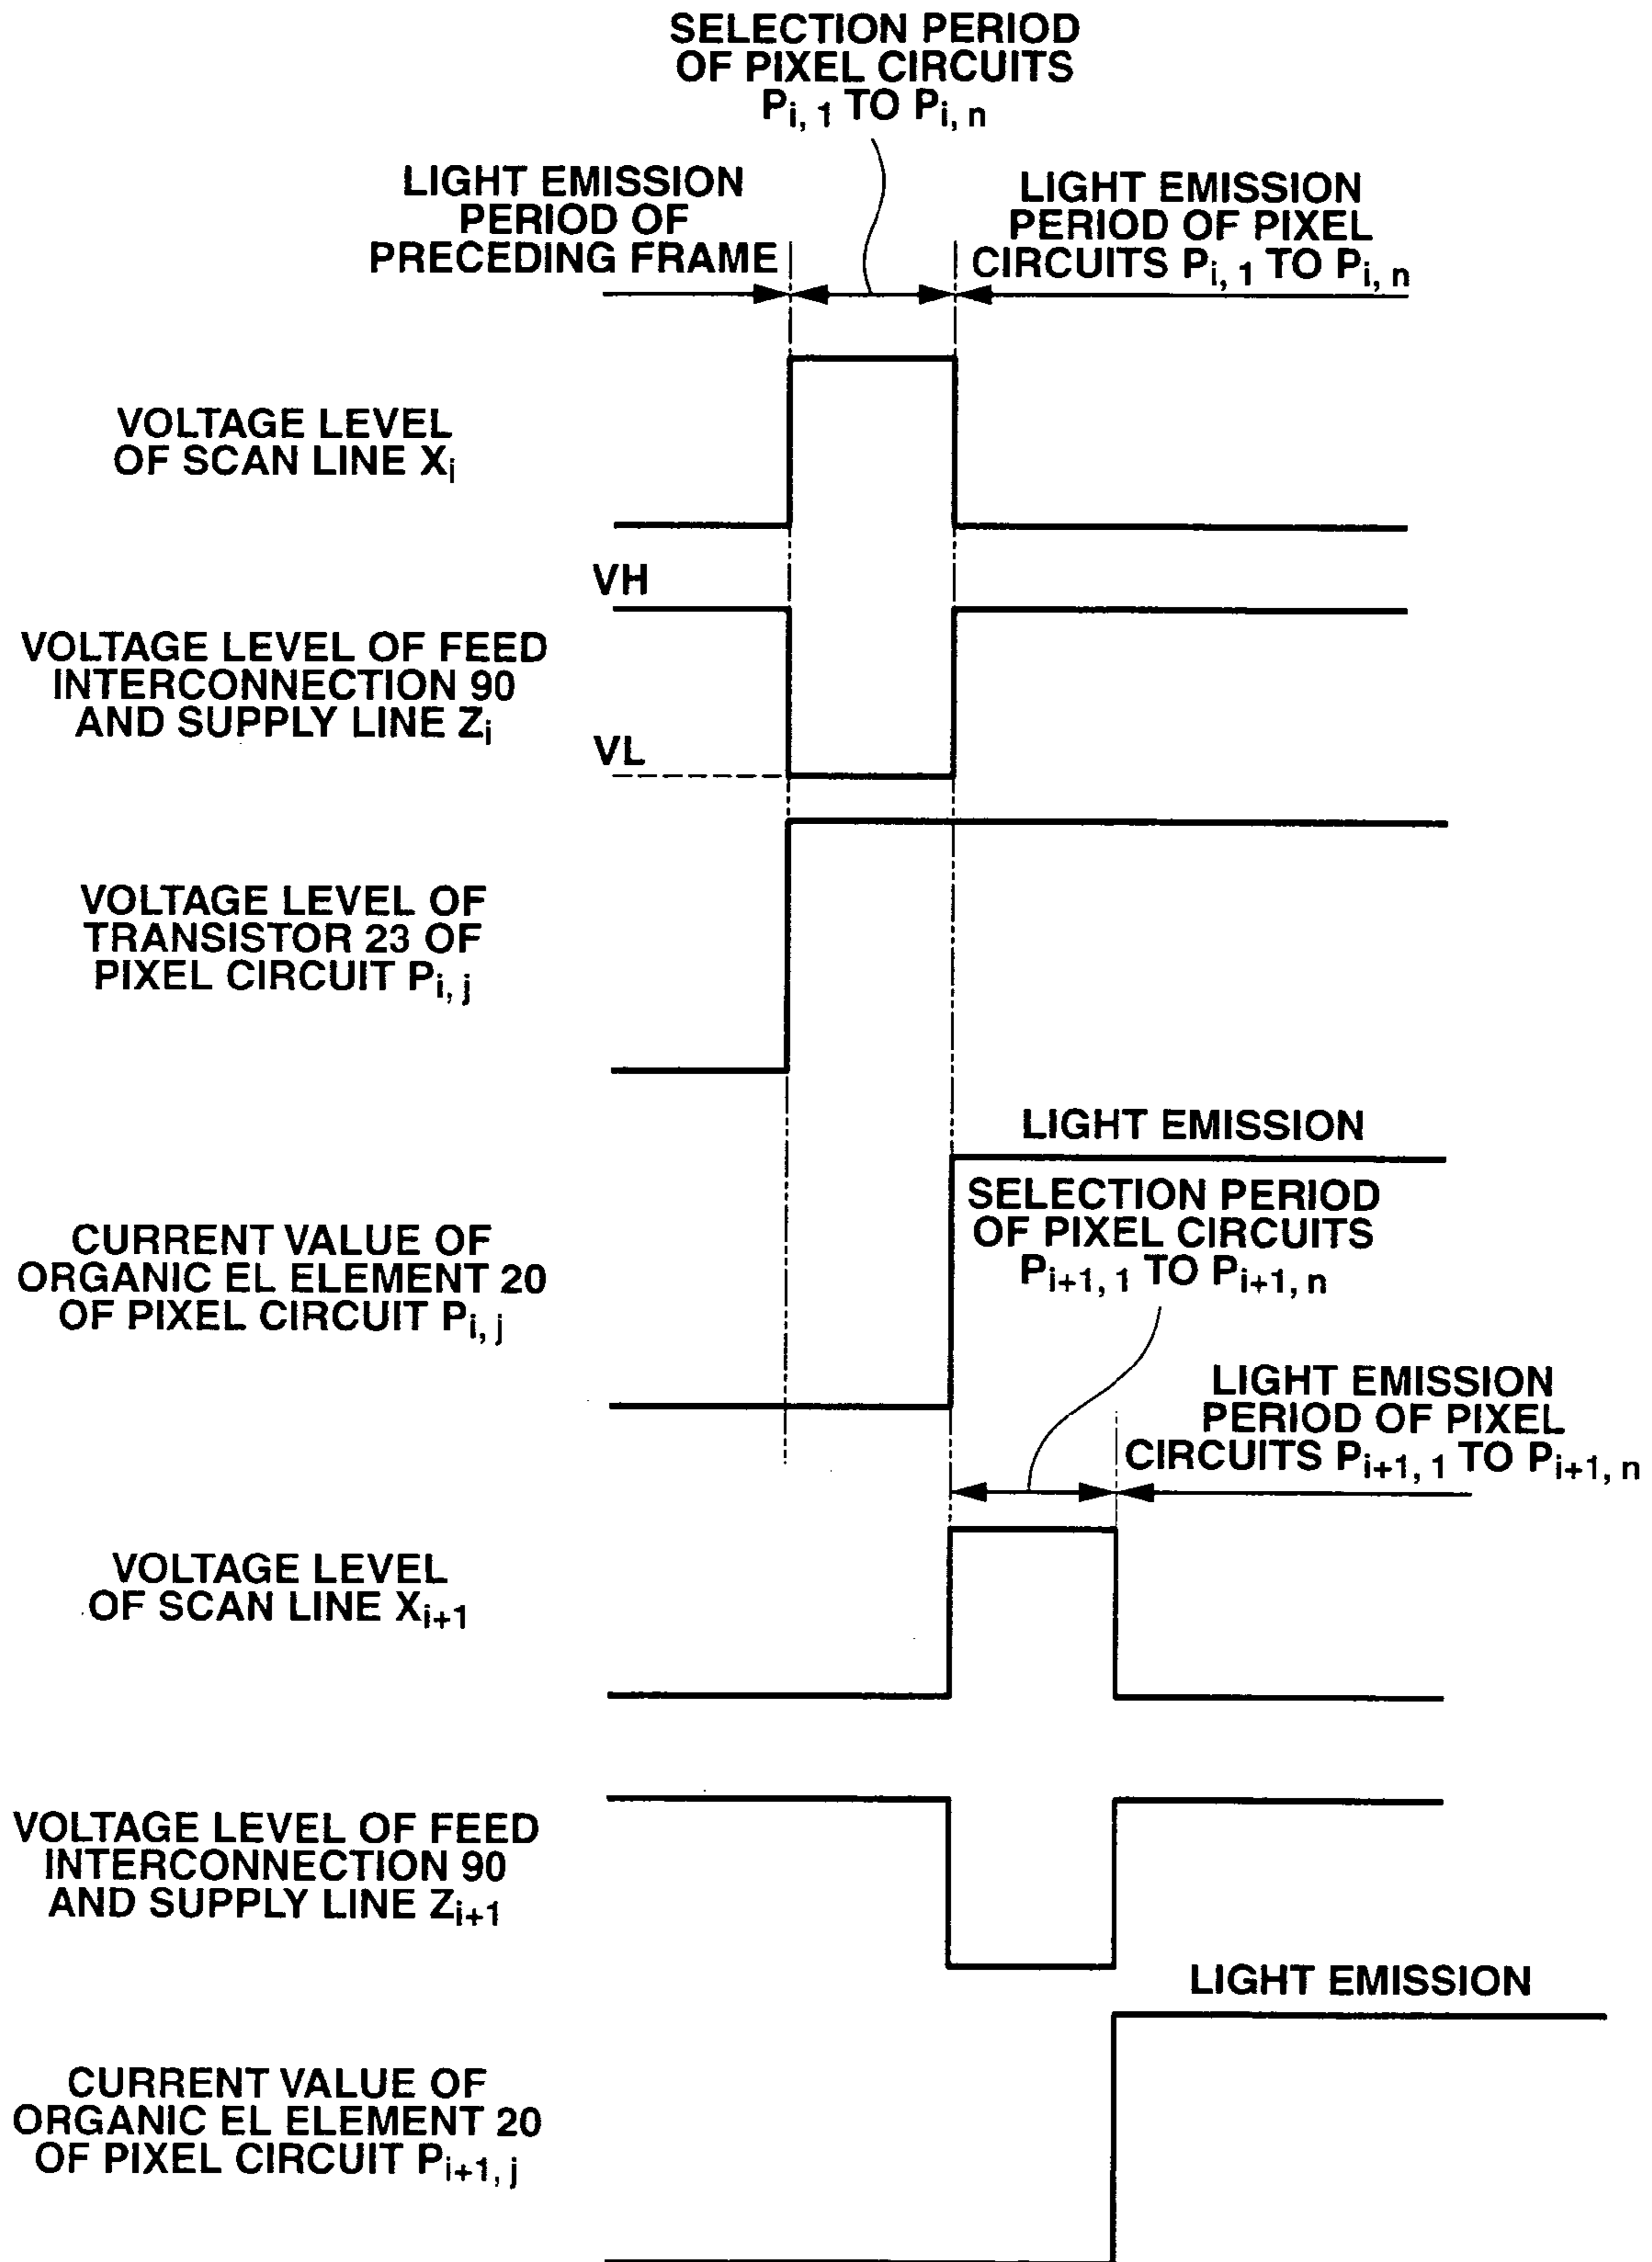 SELECTION PERIOD
OF PIXEL CIRCUITS
Pi, 1 TO Pi, n
LIGHT EMISSION
PERIOD OF
PRECEDING FRAME
LIGHT EMISSION
PERIOD OF PIXEL
CIRCUITS Pi, 1 TO Pi, n
VOLTAGE LEVEL
OF SCAN LINE Xi
VH
VOLTAGE LEVEL OF FEED
INTERCONNECTION 90
AND SUPPLY LINE Zi
VL
VOLTAGE LEVEL OF
TRANSISTOR 23 OF
PIXEL CIRCUIT Pi, j
LIGHT EMISSION
CURRENT VALUE OF
ORGANIC EL ELEMENT 20
OF PIXEL CIRCUIT Pi, j
SELECTION PERIOD
OF PIXEL CIRCUITS
Pi+1, 1 TO Pi+1, n
LIGHT EMISSION
PERIOD OF PIXEL
CIRCUITS Pi+1, 1 TO Pi+1, n
VOLTAGE LEVEL
OF SCAN LINE Xi+1
VOLTAGE LEVEL OF FEED
INTERCONNECTION 90
AND SUPPLY LINE Zi+1
LIGHT EMISSION
CURRENT VALUE OF
ORGANIC EL ELEMENT 20
OF PIXEL CIRCUIT Pi+1, j